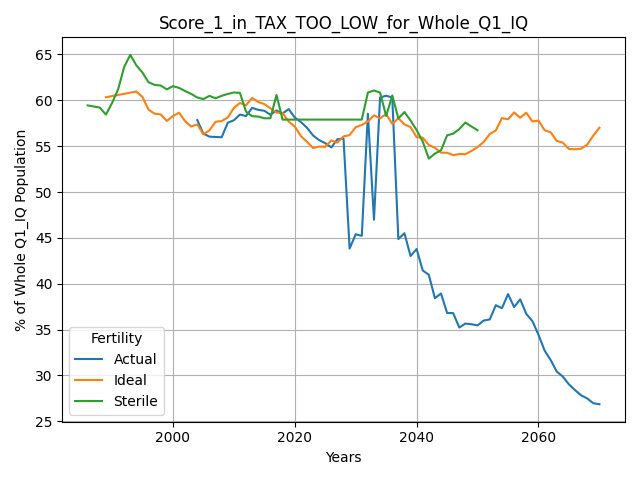 Score_1_in_TAX_TOO_LOW_for_Whole_Q1_IQ
% of Whole Q1_IQ Population
65
60
55
50
45
40
35
30
25
Fertility
Actual
Ideal
Sterile
2000
2020
2040
2060
Years